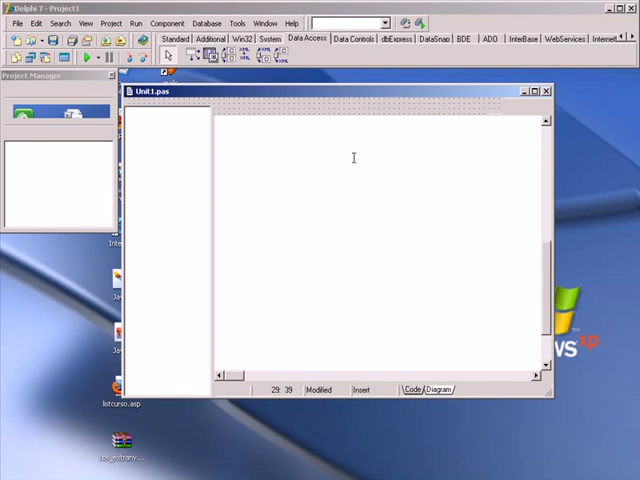 Delphi 7 - Project1
File Edit Search View Project Run Component Database Tools Window Help
Standard Additional Win32 System Data Access Data Controls dbExpress DataSnap BDE ADO InterBase WebServices
Project Manager
Unit1.pas
29: 39 Modified Insert Code Diagram
listcurso.asp
xp